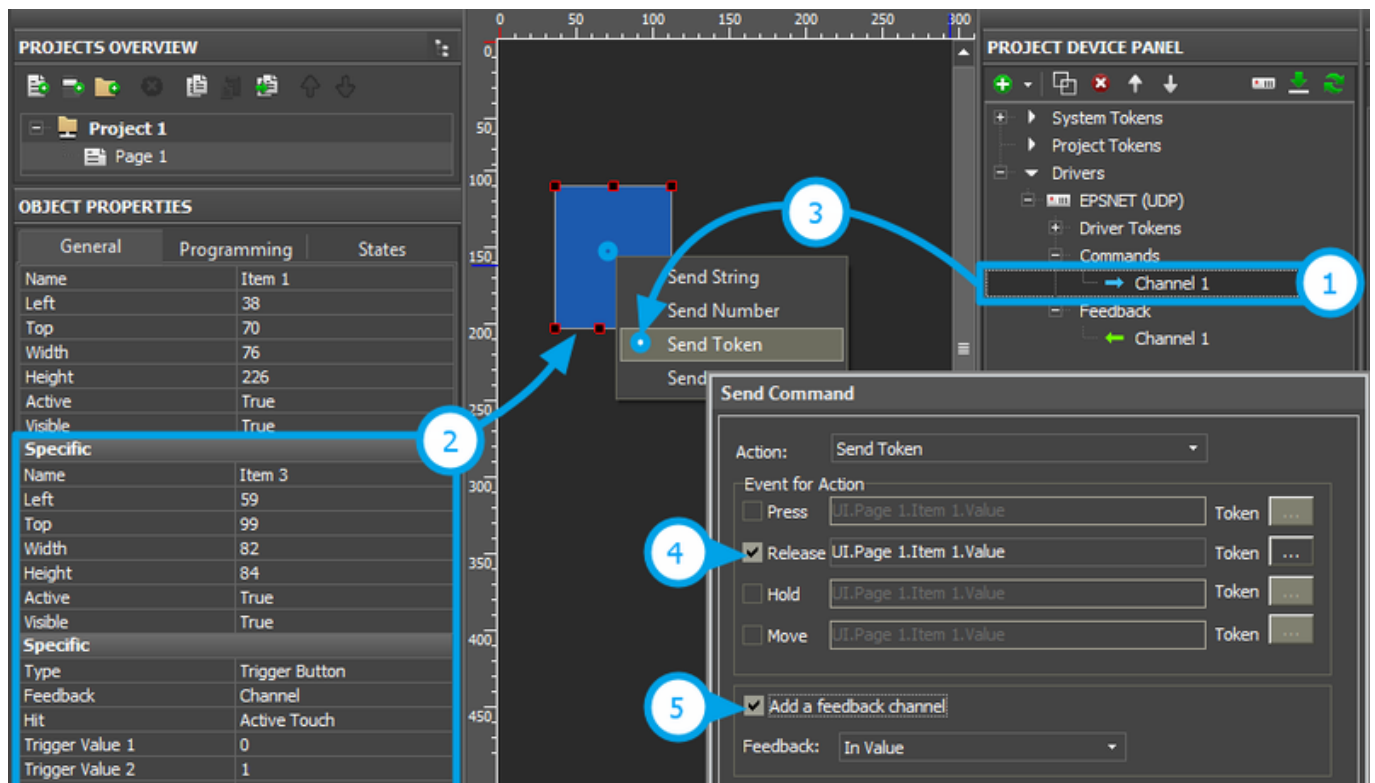 0 50 100 150 200 250 300
PROJECTS OVERVIEW
Project 1
Page 1
OBJECT PROPERTIES
General Programming States
Name Item 1
Left 38
Top 70
Width 76
Height 226
Active True
Visible True
Specific
Name Item 3
Left 59
Top 99
Width 82
Height 84
Active True
Visible True
Specific
Type Trigger Button
Feedback Channel
Hit Active Touch
Trigger Value 1 0
Trigger Value 2 1
2
0
50
100
150
200
250
300
350
400
450
3
Send String
Send Number
Send Token
Send
PROJECT DEVICE PANEL
System Tokens
Project Tokens
Drivers
EPSNET (UDP)
Driver Tokens
Commands
Channel 1
1
Feedback
Channel 1
Send Command
Action: Send Token
Event for Action
Press UI.Page 1.Item 1.Value Token ...
4
Release UI.Page 1.Item 1.Value Token ...
Hold UI.Page 1.Item 1.Value Token ...
Move UI.Page 1.Item 1.Value Token ...
5
Add a feedback channel
Feedback: In Value